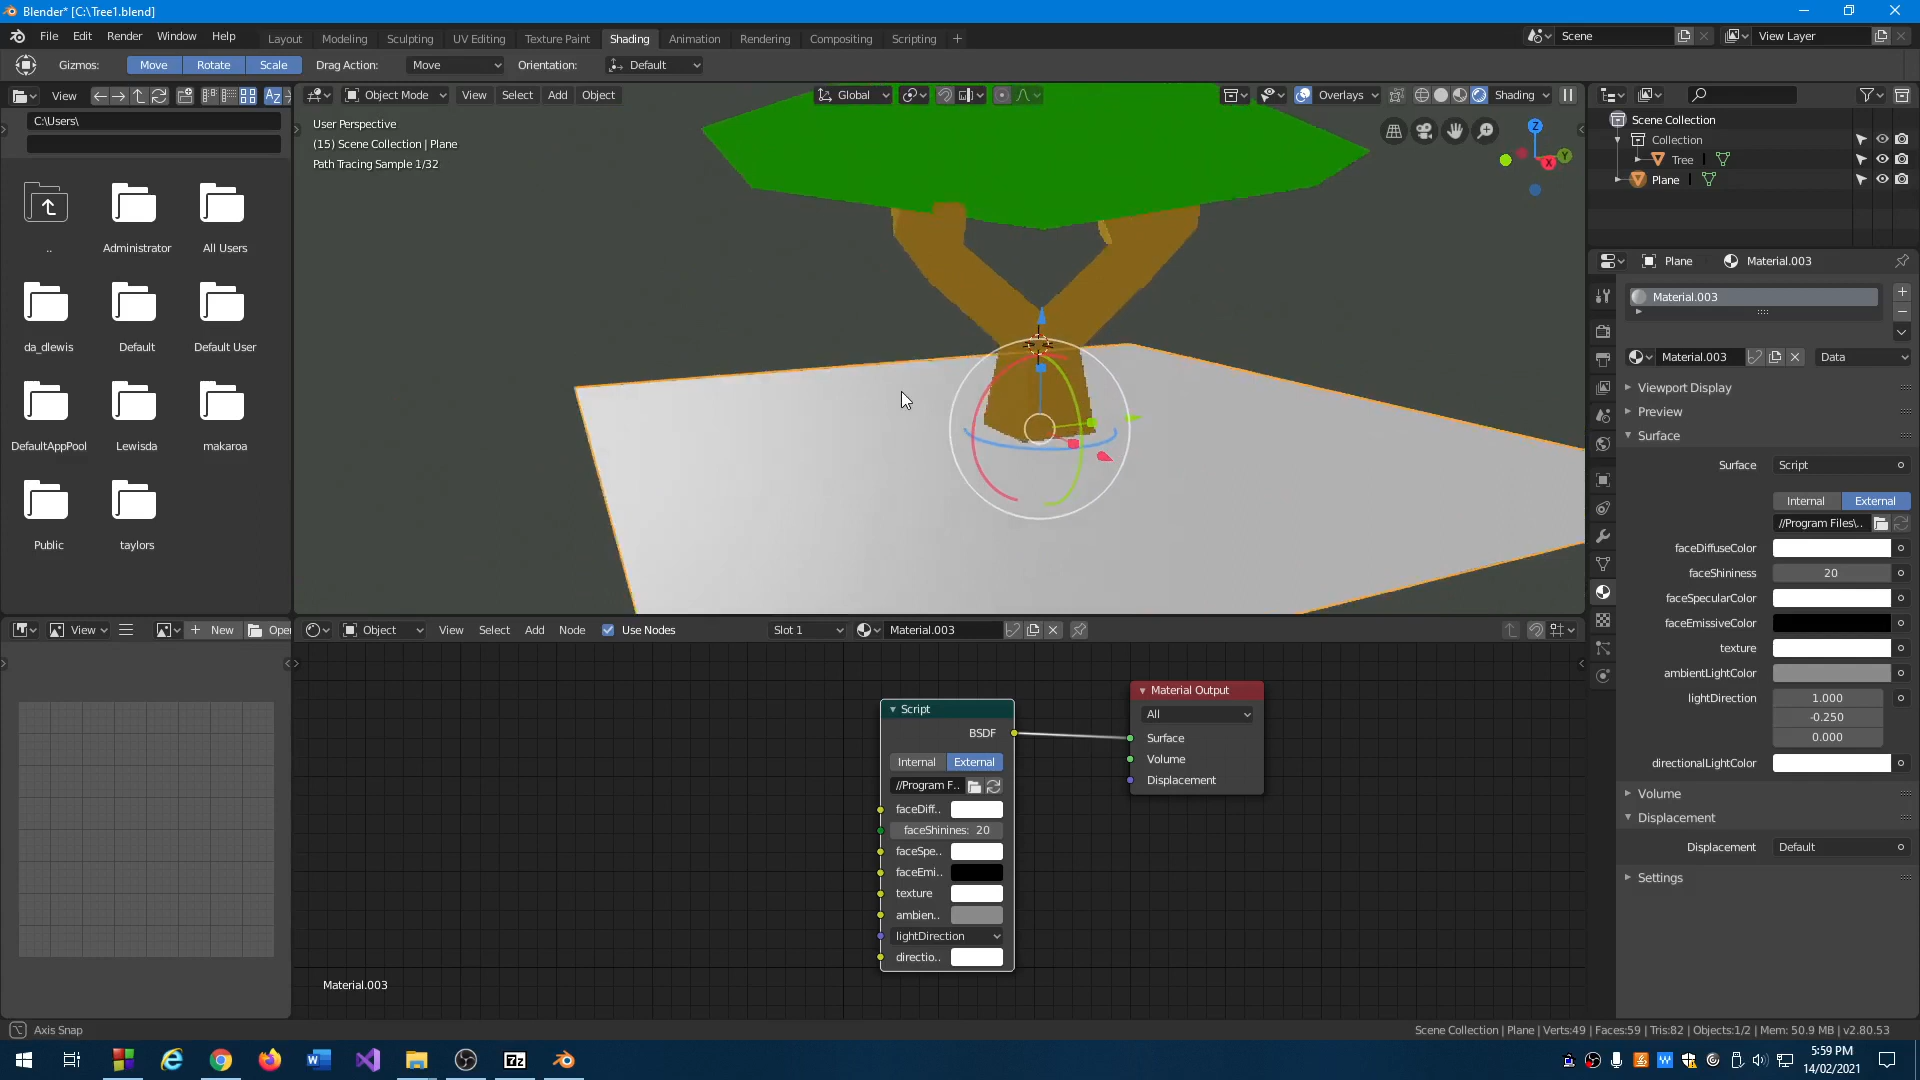 Blender* [C:\Tree1.blend]
File Edit Render Window Help
Layout Modeling Sculpting UV Editing Texture Paint Shading Animation Rendering Compositing Scripting +
Scene
View Layer
Gizmos: Move Rotate Scale Drag Action: Move Orientation: Default
View
C:\Users\
..
Administrator
All Users
da_dlewis
Default
Default User
DefaultAppPool
Lewisda
makaroa
Public
taylors
Object Mode View Select Add Object
Global
Overlays
Shading
User Perspective
(15) Scene Collection | Plane
Path Tracing Sample 1/32
Z
Y
X
Scene Collection
Collection
Tree
Plane
Plane Material.003
Material.003
Material.003 Data
Viewport Display
Preview
Surface
Surface Script
Internal External
//Program Files\..
faceDiffuseColor
faceShininess 20
faceSpecularColor
faceEmissiveColor
texture
ambientLightColor
lightDirection 1.000
-0.250
0.000
directionalLightColor
Volume
Displacement
Displacement Default
Settings
View + New Oper
Object View Select Add Node Use Nodes Slot 1 Material.003
Script
BSDF
Internal External
//Program F..
faceDiff..
faceShinines: 20
faceSpe..
faceEmi..
texture
ambien..
lightDirection
directio..
Material Output
All
Surface
Volume
Displacement
Material.003
Axis Snap
Scene Collection | Plane | Verts:49 | Faces:59 | Tris:82 | Objects:1/2 | Mem: 50.9 MB | v2.80.53
5:59 PM
14/02/2021